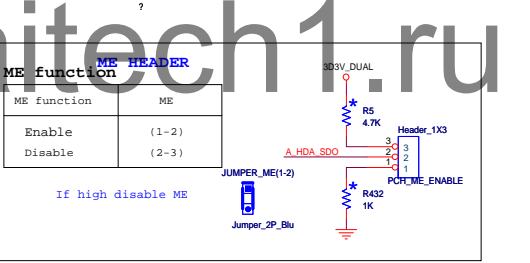 ?
nitech1.ru
ME HEADER
ME function
ME function ME
Enable (1-2)
Disable (2-3)
If high disable ME
3D3V_DUAL
*
R5
4.7K
Header_1X3
A_HDA_SDO
3 3
2 2
1 1
PCH_ME_ENABLE
JUMPER_ME(1-2)
*
R432
1K
Jumper_2P_Blu